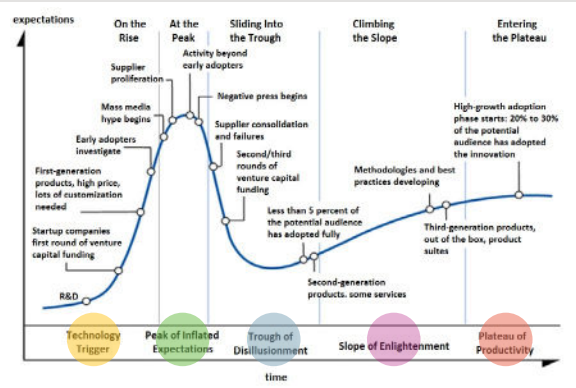 expectations
On the
Rise
At the
Peak
Sliding Into
the Trough
Climbing
the Slope
Entering
the Plateau
Activity beyond
early adopters
Supplier
proliferation
Negative press begins
Mass media
hype begins
Supplier consolidation
and failures
Early adopters
investigate
Second/third
rounds of
venture capital
funding
First-generation
products, high price,
lots of customization
needed
Less than 5 percent of
the potential audience
has adopted fully
Methodologies and best
practices developing
High-growth adoption
phase starts: 20% to 30%
of the potential
audience has adopted
the innovation
Startup companies
first round of venture
capital funding
Third-generation products,
out of the box, product
suites
R&D
Second-generation
products. some services
Technology
Trigger
Peak of Inflated
Expectations
Trough of
Disillusionment
Slope of Enlightenment
Plateau of
Productivity
time